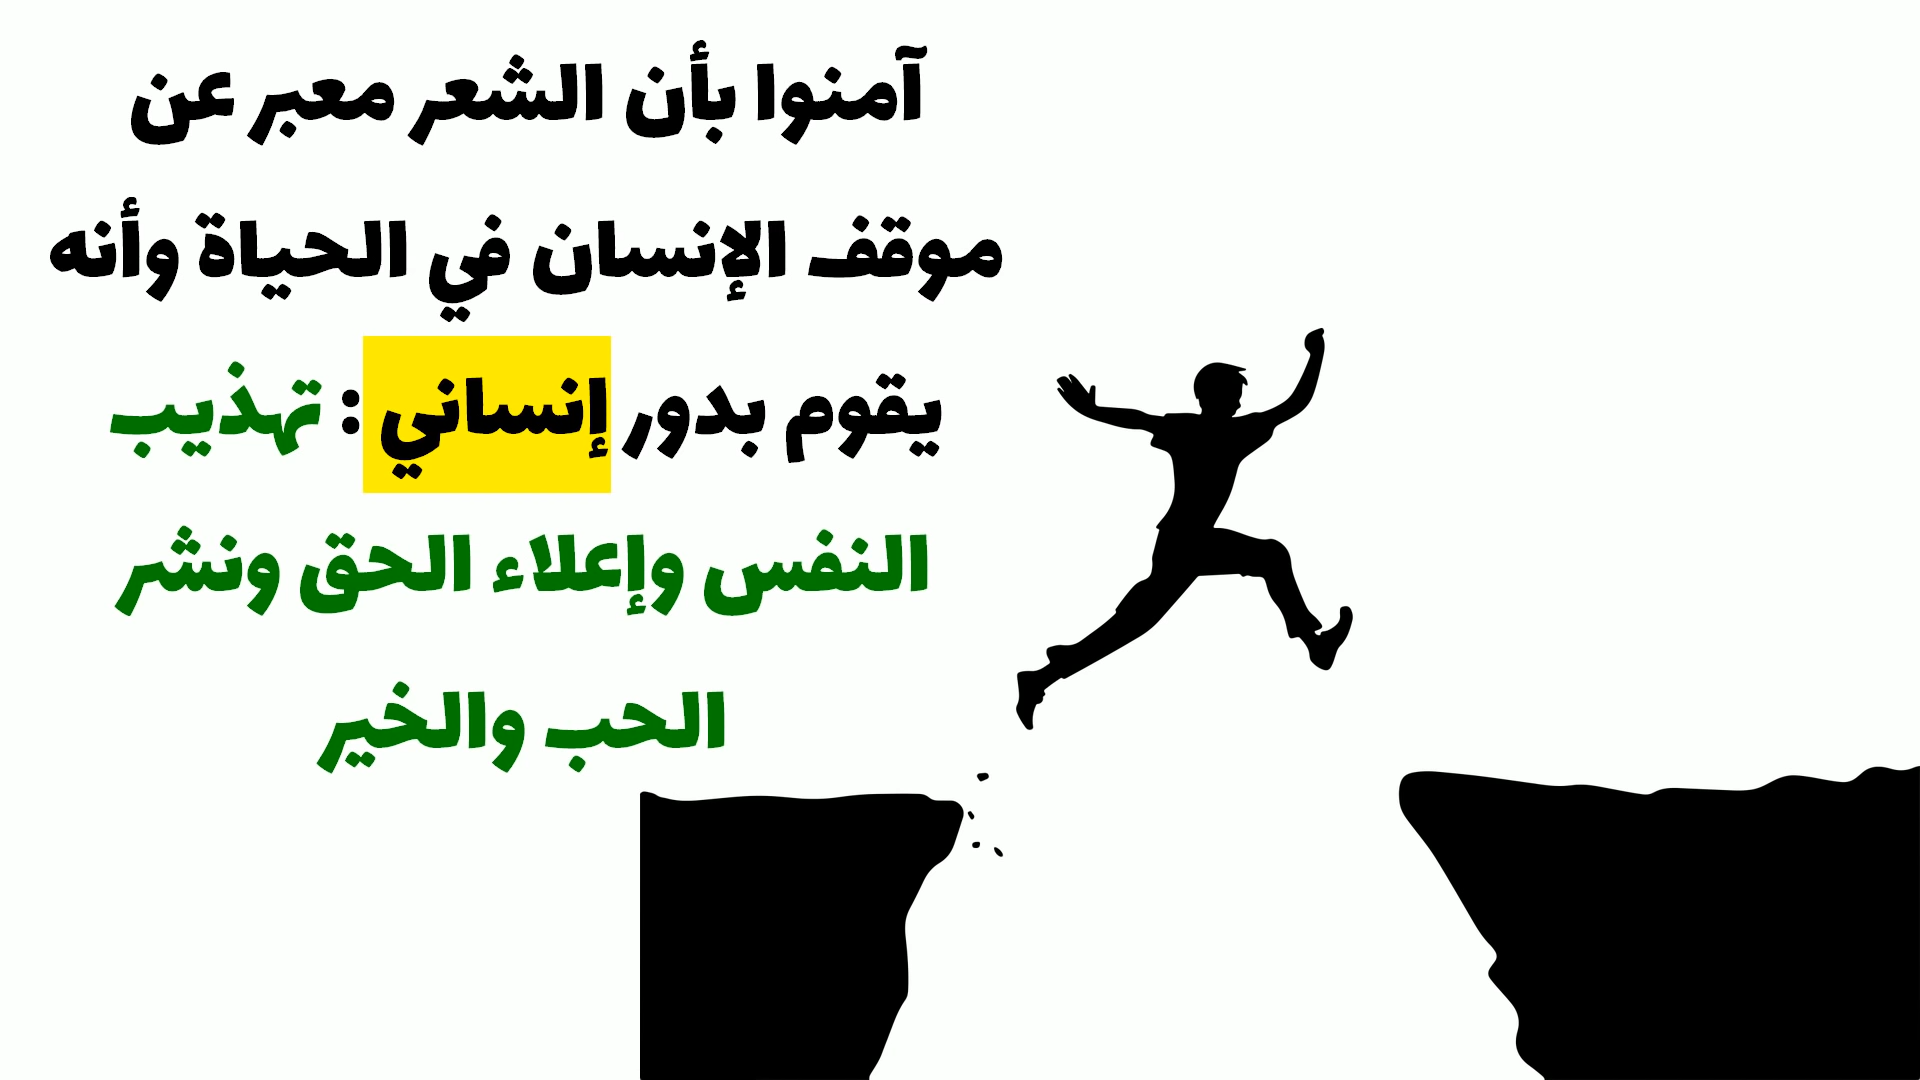 آمنوا بأن الشعر معبر عن
موقف الإنسان في الحياة وأنه
يقوم بدور إنساني : تهذيب
النفس وإعلاء الحق ونشر
الحب والخير